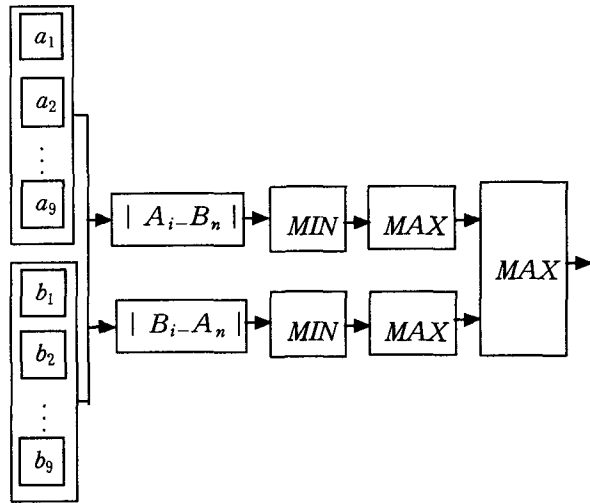 a₁
a₂
⋮
a₉
b₁
b₂
⋮
b₉
| Aᵢ₋Bₙ |
MIN
MAX
| Bᵢ₋Aₙ |
MIN
MAX
MAX